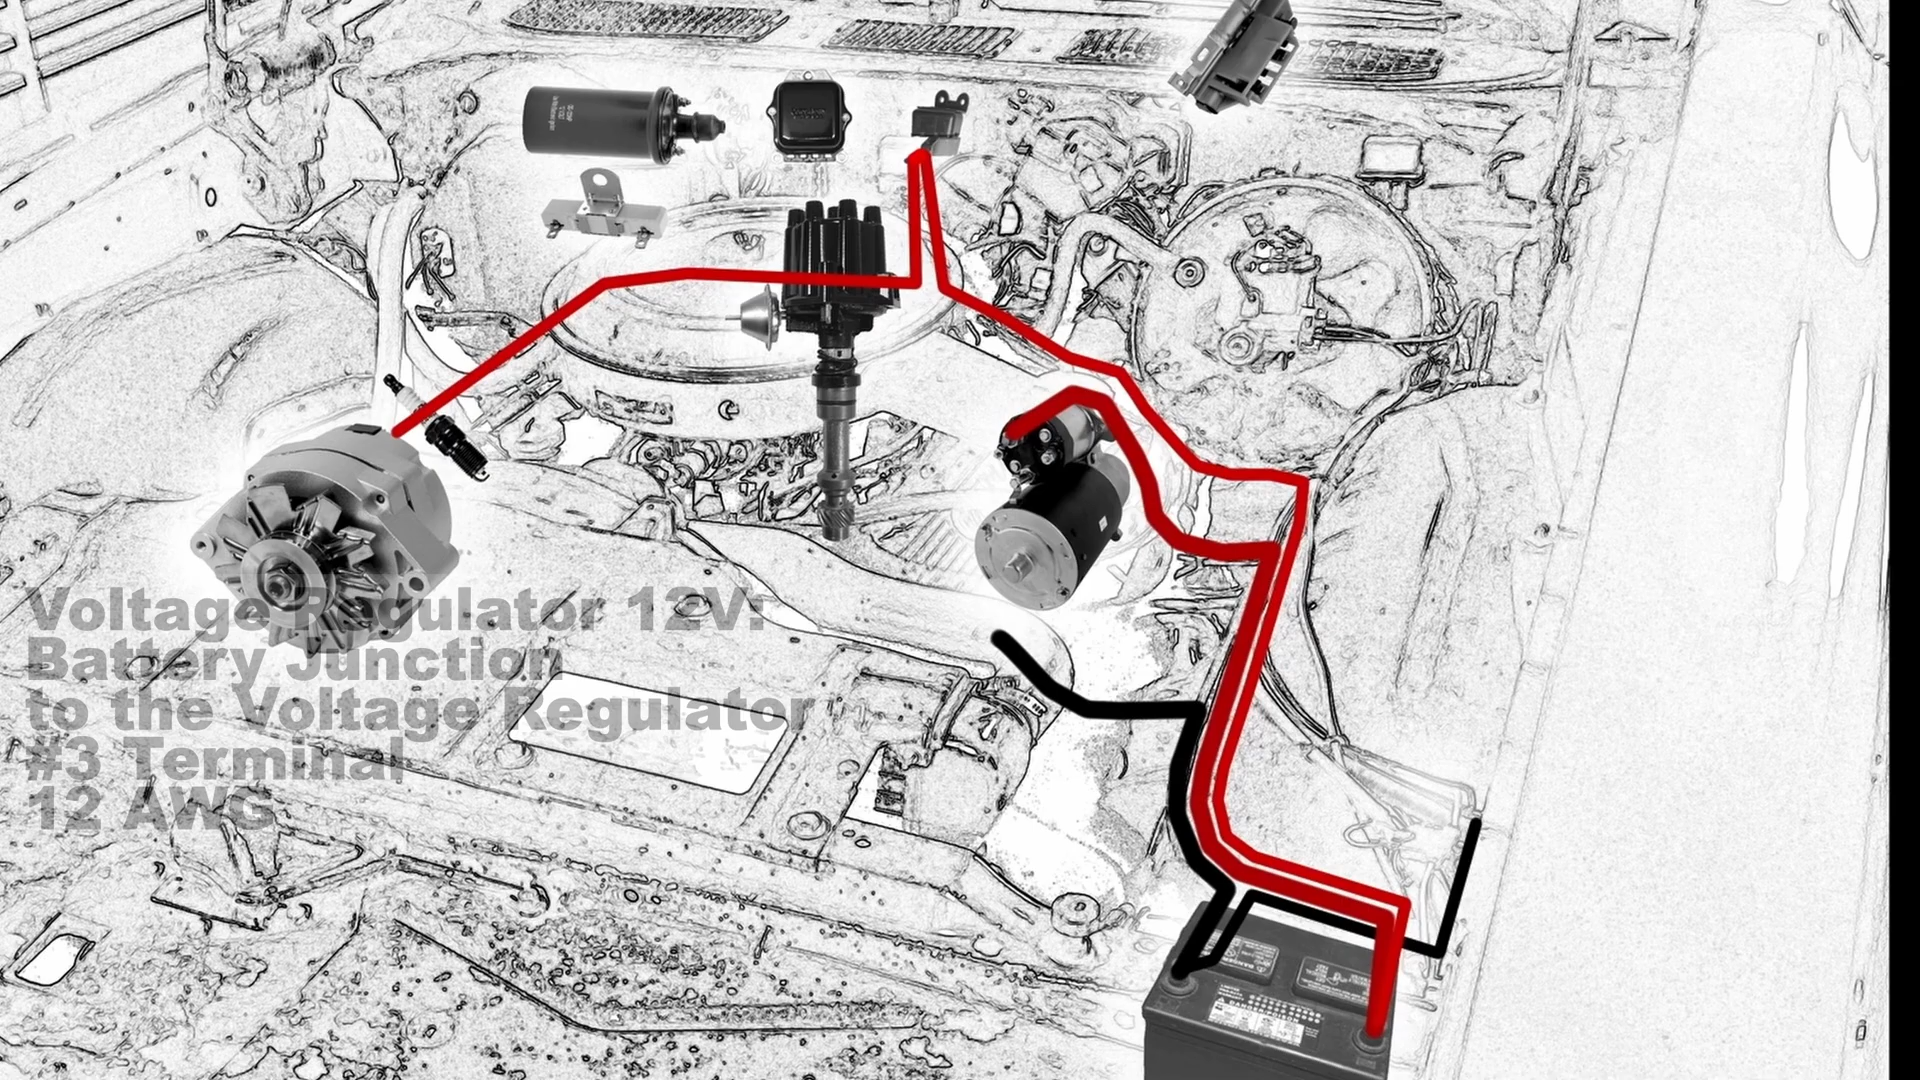 Voltage Regulator 12V:
Battery Junction
to the Voltage Regulator
#3 Terminal
12 AWG